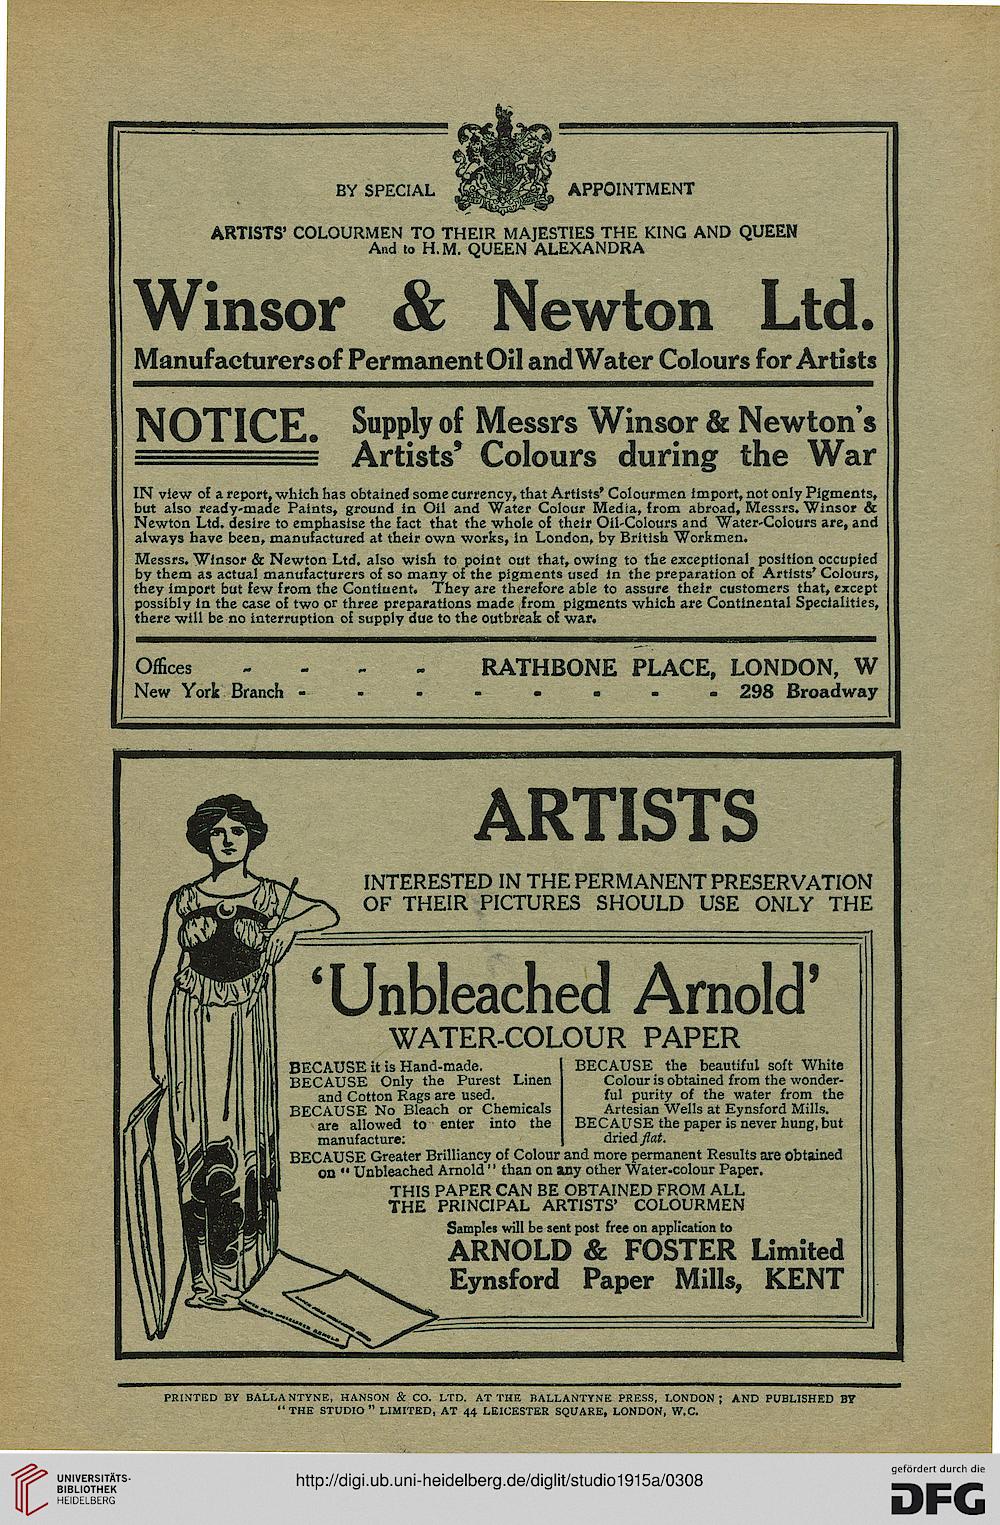 BY SPECIAL APPOINTMENT
ARTISTS' COLOURMEN TO THEIR MAJESTIES THE KING AND QUEEN
And to H.M. QUEEN ALEXANDRA
Winsor & Newton Ltd.
Manufacturers of Permanent Oil and Water Colours for Artists
NOTICE. Supply of Messrs Winsor & Newton's
Artists' Colours during the War
IN view of a report, which has obtained some currency, that Artists' Colourmen import, not only Pigments,
but also ready-made Paints, ground in Oil and Water Colour Media, from abroad, Messrs. Winsor &
Newton Ltd. desire to emphasise the fact that the whole of their Oil-Colours and Water-Colours are, and
always have been, manufactured at their own works, in London, by British Workmen.
Messrs. Winsor & Newton Ltd. also wish to point out that, owing to the exceptional position occupied
by them as actual manufacturers of so many of the pigments used in the preparation of Artists' Colours,
they import but few from the Continent. They are therefore able to assure their customers that, except
possibly in the case of two or three preparations made from pigments which are Continental Specialities,
there will be no interruption of supply due to the outbreak of war.
Offices - - - - RATHBONE PLACE, LONDON, W
New York Branch - - - - - - - - 298 Broadway
ARTISTS
INTERESTED IN THE PERMANENT PRESERVATION
OF THEIR PICTURES SHOULD USE ONLY THE
'Unbleached Arnold'
WATER-COLOUR PAPER
BECAUSE it is Hand-made.
BECAUSE Only the Purest Linen
and Cotton Rags are used.
BECAUSE No Bleach or Chemicals
are allowed to enter into the
manufacture:
BECAUSE the beautiful soft White
Colour is obtained from the wonder-
ful purity of the water from the
Artesian Wells at Eynsford Mills.
BECAUSE the paper is never hung, but
dried flat.
BECAUSE Greater Brilliancy of Colour and more permanent Results are obtained
on "Unbleached Arnold" than on any other Water-colour Paper.
THIS PAPER CAN BE OBTAINED FROM ALL
THE PRINCIPAL ARTISTS' COLOURMEN
Samples will be sent post free on application to
ARNOLD & FOSTER Limited
Eynsford Paper Mills, KENT
PRINTED BY BALLANTYNE, HANSON & CO. LTD. AT THE BALLANTYNE PRESS, LONDON; AND PUBLISHED BY
"THE STUDIO" LIMITED, AT 44 LEICESTER SQUARE, LONDON, W.C.
UNIVERSITÄTS-
BIBLIOTHEK
HEIDELBERG
http://digi.ub.uni-heidelberg.de/diglit/studio1915a/0308
gefördert durch die
DFG